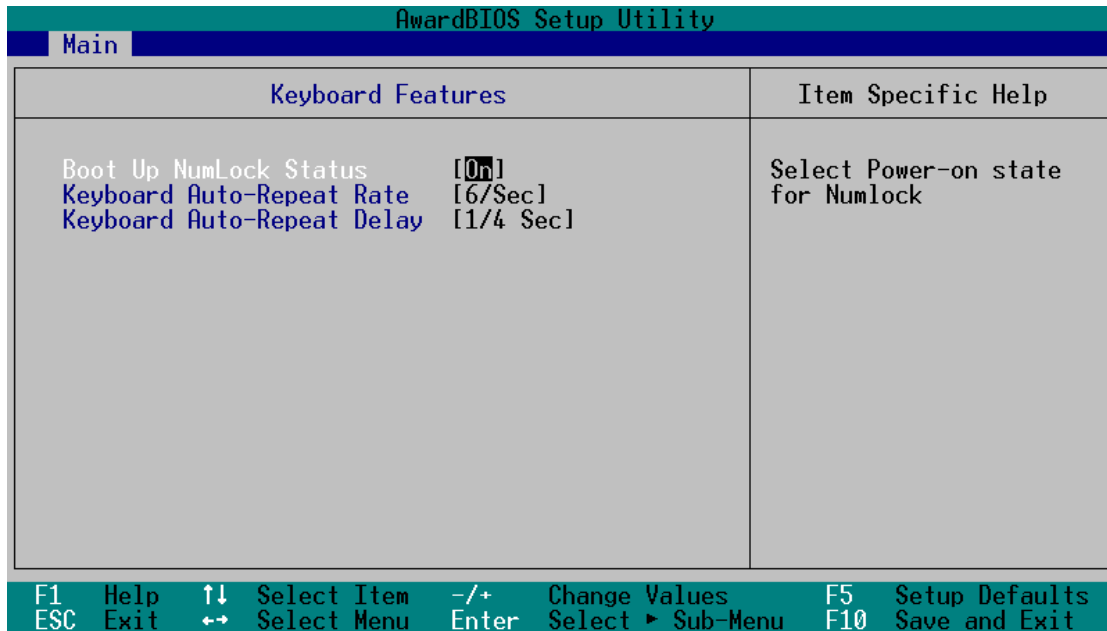 AwardBIOS Setup Utility
Main
Keyboard Features
Item Specific Help
Boot Up NumLock Status [On]
Keyboard Auto-Repeat Rate [6/Sec]
Keyboard Auto-Repeat Delay [1/4 Sec]
Select Power-on state
for Numlock
F1 Help ↑↓ Select Item -/+ Change Values F5 Setup Defaults
ESC Exit ←→ Select Menu Enter Select ► Sub-Menu F10 Save and Exit